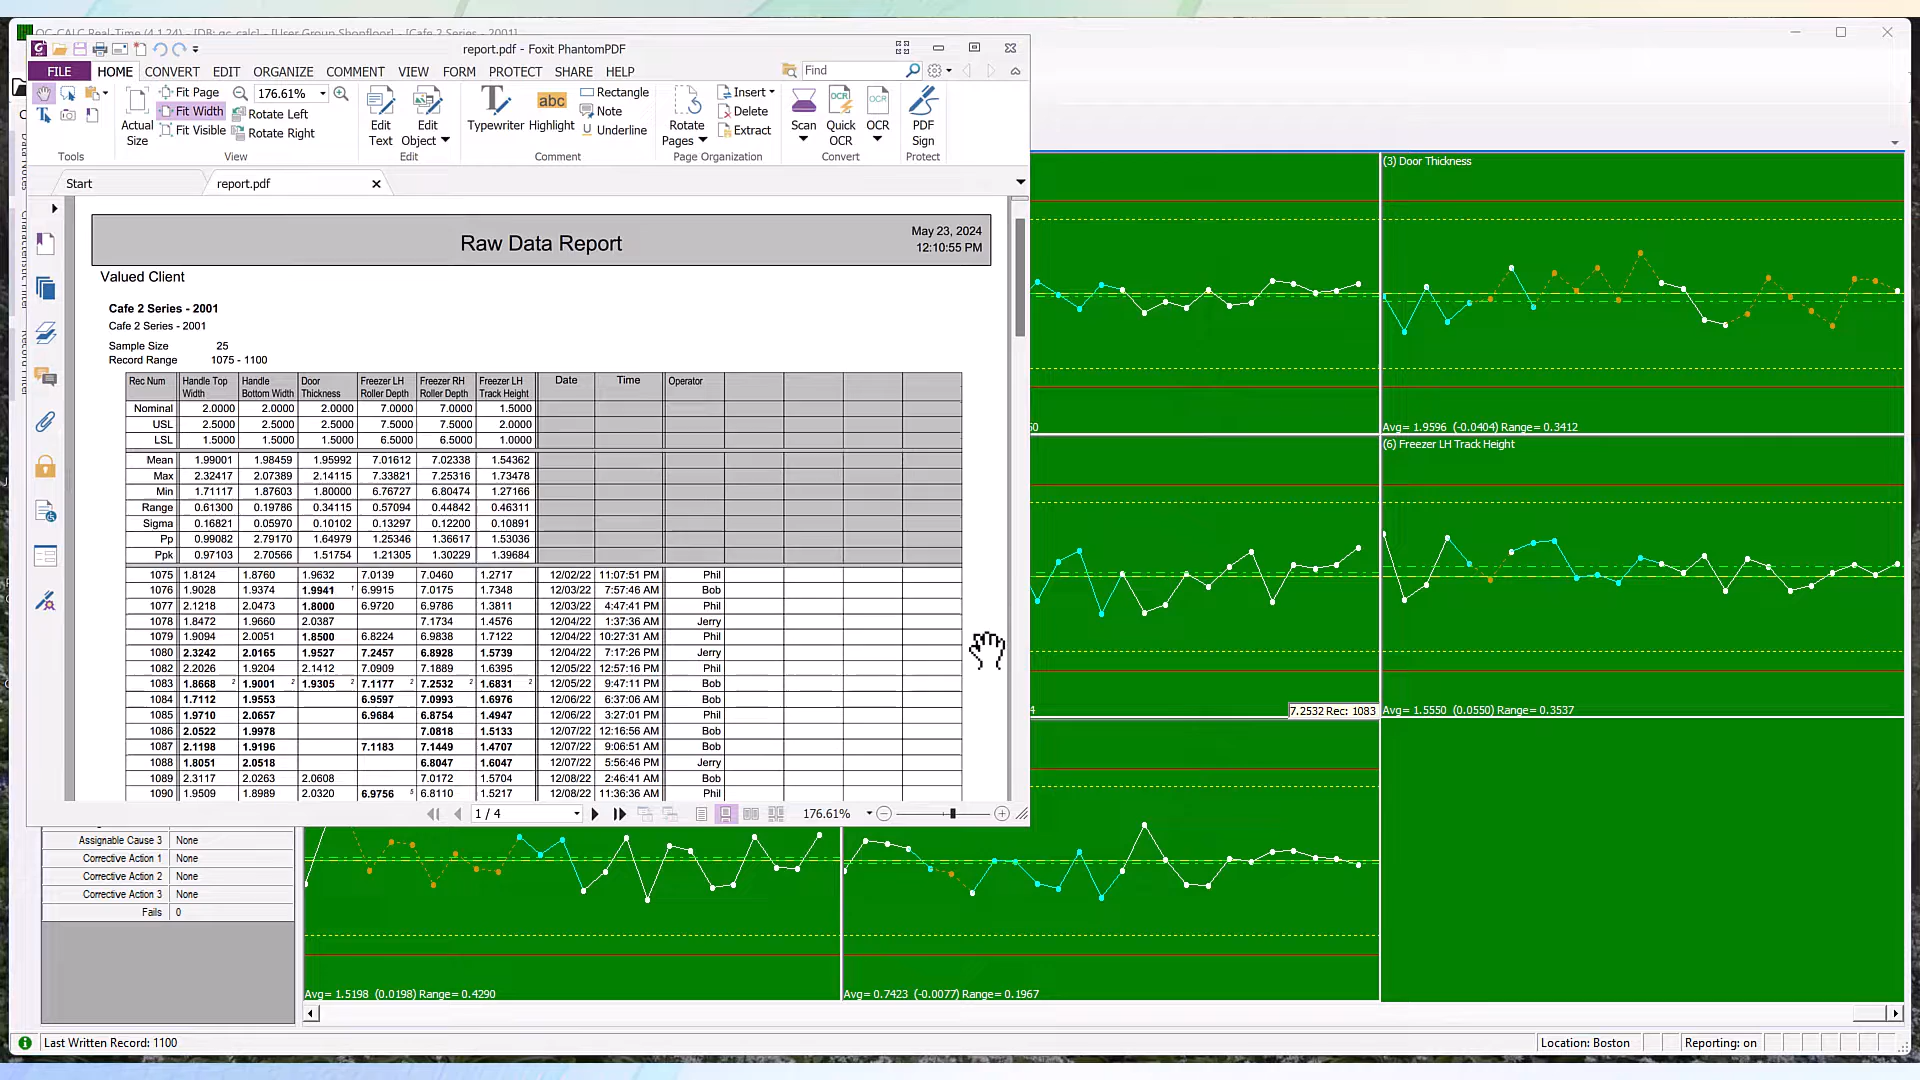 report.pdf - Foxit PhantomPDF
FILE HOME CONVERT EDIT ORGANIZE COMMENT VIEW FORM PROTECT SHARE HELP
Find
Fit Page
176.61%
Fit Width
Fit Visible
Rotate Left
Rotate Right
Actual Size
Edit Text
Edit Object
Typewriter
Highlight
Rectangle
Note
Underline
Rotate Pages
Insert
Delete
Extract
Scan
Quick OCR
OCR
PDF Sign
Tools View Edit Comment Page Organization Convert Protect
Start
report.pdf
Raw Data Report
May 23, 2024
12:10:55 PM
Valued Client
Cafe 2 Series - 2001
Cafe 2 Series - 2001
Sample Size 25
Record Range 1075 - 1100
Rec Num Handle Top Width Handle Bottom Width Door Thickness Freezer LH Roller Depth Freezer RH Roller Depth Freezer LH Track Height Date Time Operator
Nominal 2.0000 2.0000 2.0000 7.0000 7.0000 1.5000
USL 2.5000 2.5000 2.5000 7.5000 7.5000 2.0000
LSL 1.5000 1.5000 1.5000 6.5000 6.5000 1.0000
Mean 1.99001 1.98459 1.95992 7.01612 7.02338 1.54362
Max 2.32417 2.07389 2.14115 7.33821 7.25316 1.73478
Min 1.71117 1.87603 1.80000 6.76727 6.80474 1.27166
Range 0.61300 0.19786 0.34115 0.57094 0.44842 0.46311
Sigma 0.16821 0.05970 0.10102 0.13297 0.12200 0.10891
Pp 0.99082 2.79170 1.64979 1.25346 1.36617 1.53036
Ppk 0.97103 2.70566 1.51754 1.21305 1.30229 1.39684
1075 1.8124 1.8760 1.9632 7.0139 7.0460 1.2717 12/02/22 11:07:51 PM Phil
1076 1.9028 1.9374 1.9941 1 6.9915 7.0175 1.7348 12/03/22 7:57:46 AM Bob
1077 2.1218 2.0473 1.8000 6.9720 6.9786 1.3811 12/03/22 4:47:41 PM Phil
1078 1.8472 1.9660 2.0387 7.1734 1.4576 12/04/22 1:37:36 AM Jerry
1079 1.9094 2.0051 1.8500 6.8224 6.9838 1.7122 12/04/22 10:27:31 AM Phil
1080 2.3242 2.0165 1.9527 7.2457 6.8928 1.5739 12/04/22 7:17:26 PM Jerry
1082 2.2026 1.9204 2.1412 7.0909 7.1889 1.6395 12/05/22 12:57:16 PM Phil
1083 1.8668 2 1.9001 2 1.9305 2 7.1177 2 7.2532 2 1.6831 2 12/05/22 9:47:11 PM Bob
1084 1.7112 1.9553 6.9597 7.0993 1.6976 12/06/22 6:37:06 AM Bob
1085 1.9710 2.0657 6.9684 6.8754 1.4947 12/06/22 3:27:01 PM Phil
1086 2.0522 1.9978 7.0818 1.5133 12/07/22 12:16:56 AM Bob
1087 2.1198 1.9196 7.1183 7.1449 1.4707 12/07/22 9:06:51 AM Bob
1088 1.8051 2.0518 6.8047 1.6047 12/07/22 5:56:46 PM Jerry
1089 2.3117 2.0263 2.0608 7.0172 1.5704 12/08/22 2:46:41 AM Bob
1090 1.9509 1.8989 2.0320 6.9756 5 6.8110 1.5217 12/08/22 11:36:36 AM Phil
1 / 4
176.61%
(3) Door Thickness
Avg= 1.9596 (-0.0404) Range= 0.3412
(6) Freezer LH Track Height
7.2532 Rec: 1083
Avg= 1.5550 (0.0550) Range= 0.3537
Assignable Cause 3 None
Corrective Action 1 None
Corrective Action 2 None
Corrective Action 3 None
Fails 0
Avg= 1.5198 (0.0198) Range= 0.4290
Avg= 0.7423 (-0.0077) Range= 0.1967
Last Written Record: 1100
Location: Boston
Reporting: on